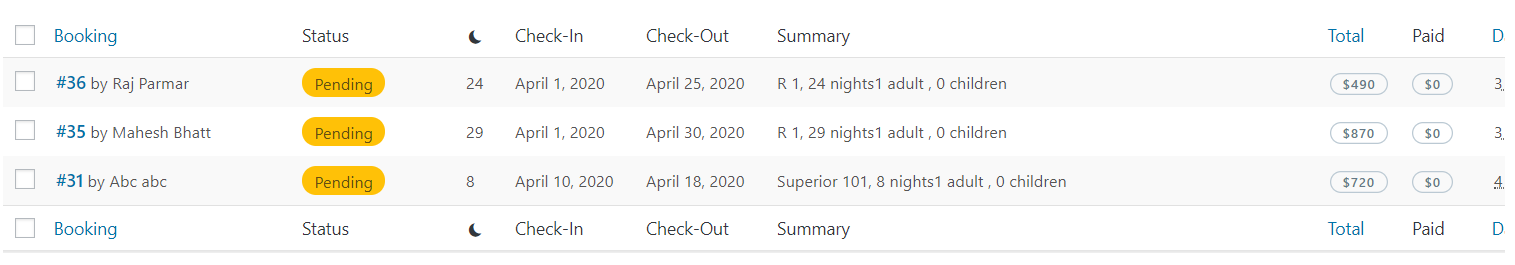 Booking Status Check-In Check-Out Summary Total Paid
#36 by Raj Parmar Pending 24 April 1, 2020 April 25, 2020 R 1, 24 nights1 adult , 0 children $490 $0 3,
#35 by Mahesh Bhatt Pending 29 April 1, 2020 April 30, 2020 R 1, 29 nights1 adult , 0 children $870 $0 3,
#31 by Abc abc Pending 8 April 10, 2020 April 18, 2020 Superior 101, 8 nights1 adult , 0 children $720 $0 4
Booking Status Check-In Check-Out Summary Total Paid